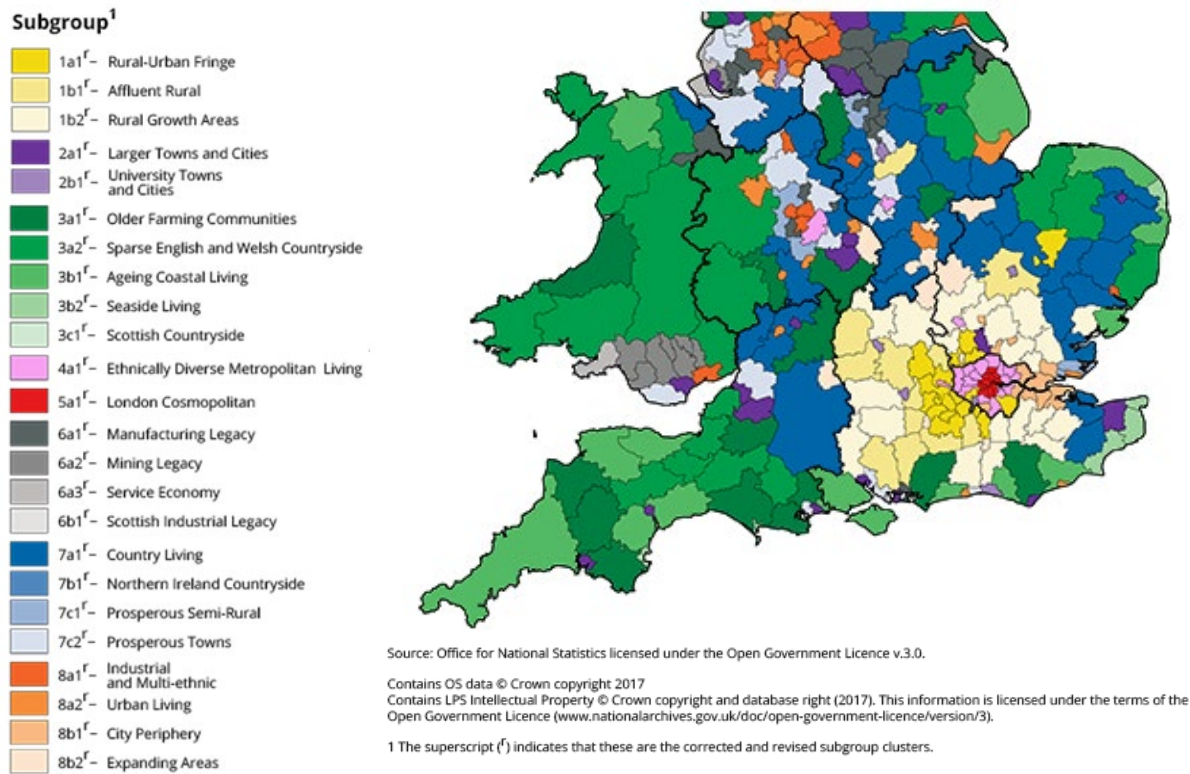 Subgroup¹
1a1ʳ– Rural-Urban Fringe
1b1ʳ– Affluent Rural
1b2ʳ– Rural Growth Areas
2a1ʳ– Larger Towns and Cities
2b1ʳ– University Towns
and Cities
3a1ʳ– Older Farming Communities
3a2ʳ– Sparse English and Welsh Countryside
3b1ʳ– Ageing Coastal Living
3b2ʳ– Seaside Living
3c1ʳ– Scottish Countryside
4a1ʳ– Ethnically Diverse Metropolitan Living
5a1ʳ– London Cosmopolitan
6a1ʳ– Manufacturing Legacy
6a2ʳ– Mining Legacy
6a3ʳ– Service Economy
6b1ʳ– Scottish Industrial Legacy
7a1ʳ– Country Living
7b1ʳ– Northern Ireland Countryside
7c1ʳ– Prosperous Semi-Rural
7c2ʳ– Prosperous Towns
8a1ʳ– Industrial
and Multi-ethnic
8a2ʳ– Urban Living
8b1ʳ– City Periphery
8b2ʳ– Expanding Areas
Source: Office for National Statistics licensed under the Open Government Licence v.3.0.
Contains OS data © Crown copyright 2017
Contains LPS Intellectual Property © Crown copyright and database right (2017). This information is licensed under the terms of the
Open Government Licence (www.nationalarchives.gov.uk/doc/open-government-licence/version/3).
1 The superscript (ʳ) indicates that these are the corrected and revised subgroup clusters.